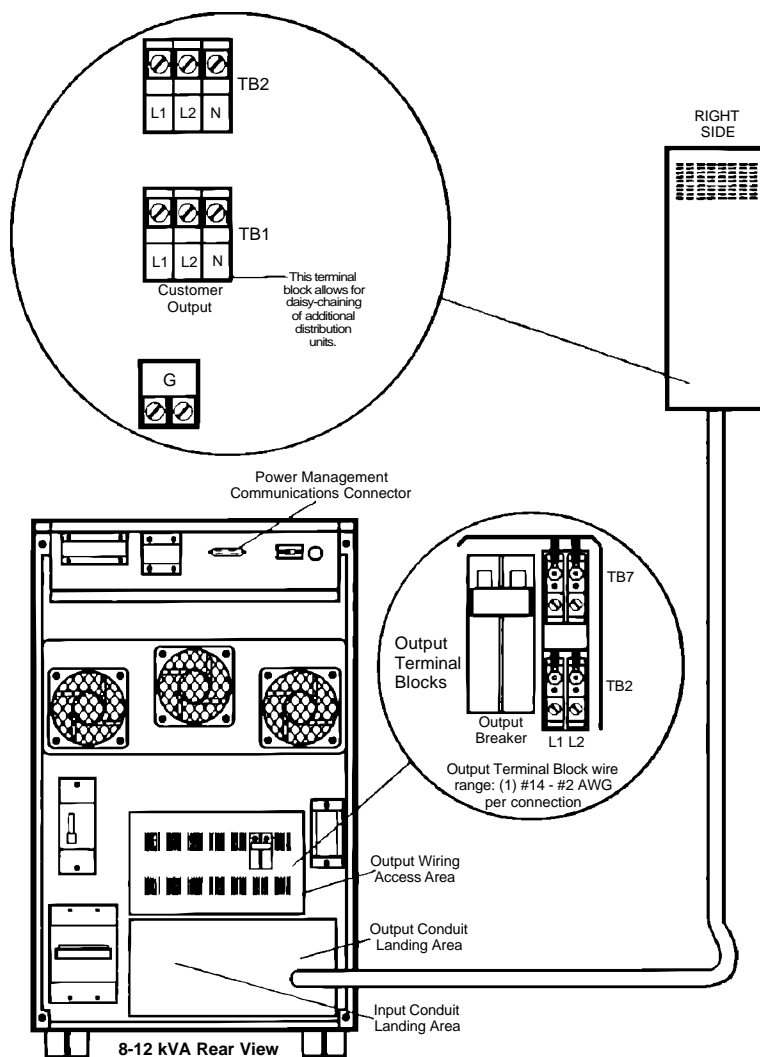 TB2
L1 L2 N
RIGHT
SIDE
TB1
L1 L2 N
Customer
Output
This terminal
block allows for
daisy-chaining
of additional
distribution
units.
G
Power Management
Communications Connector
TB7
Output
Terminal
Blocks
TB2
Output
Breaker
L1 L2
Output Terminal Block wire
range: (1) #14 - #2 AWG
per connection
Output Wiring
Access Area
Output Conduit
Landing Area
Input Conduit
Landing Area
8-12 kVA Rear View